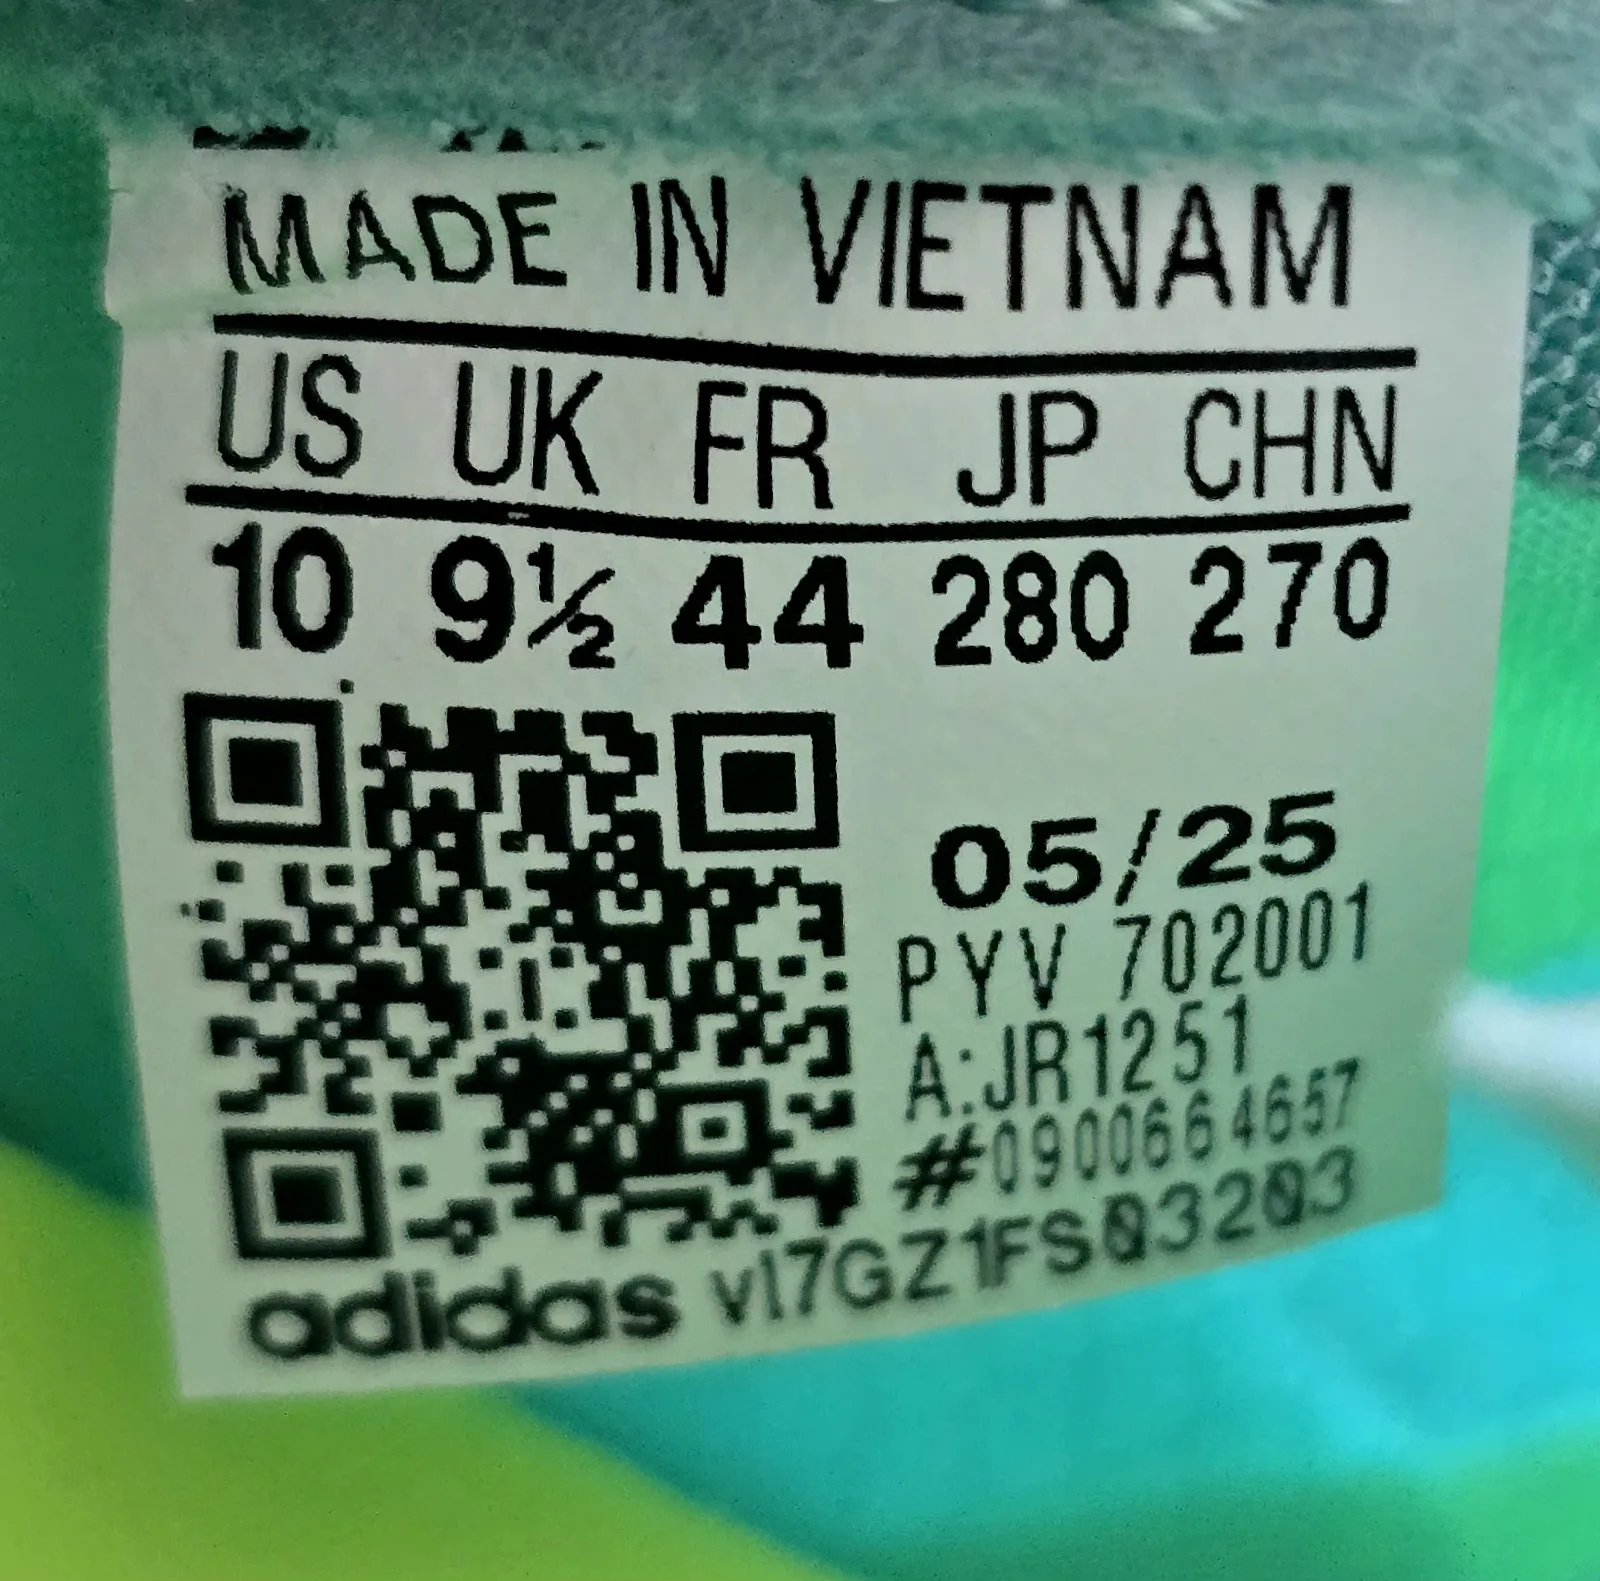 MADE IN VIETNAM
US UK FR JP CHN
10 9½ 44 280 270
05/25
PYV 702001
A:JR1251
#0900664657
adidas v17GZ1FS03203